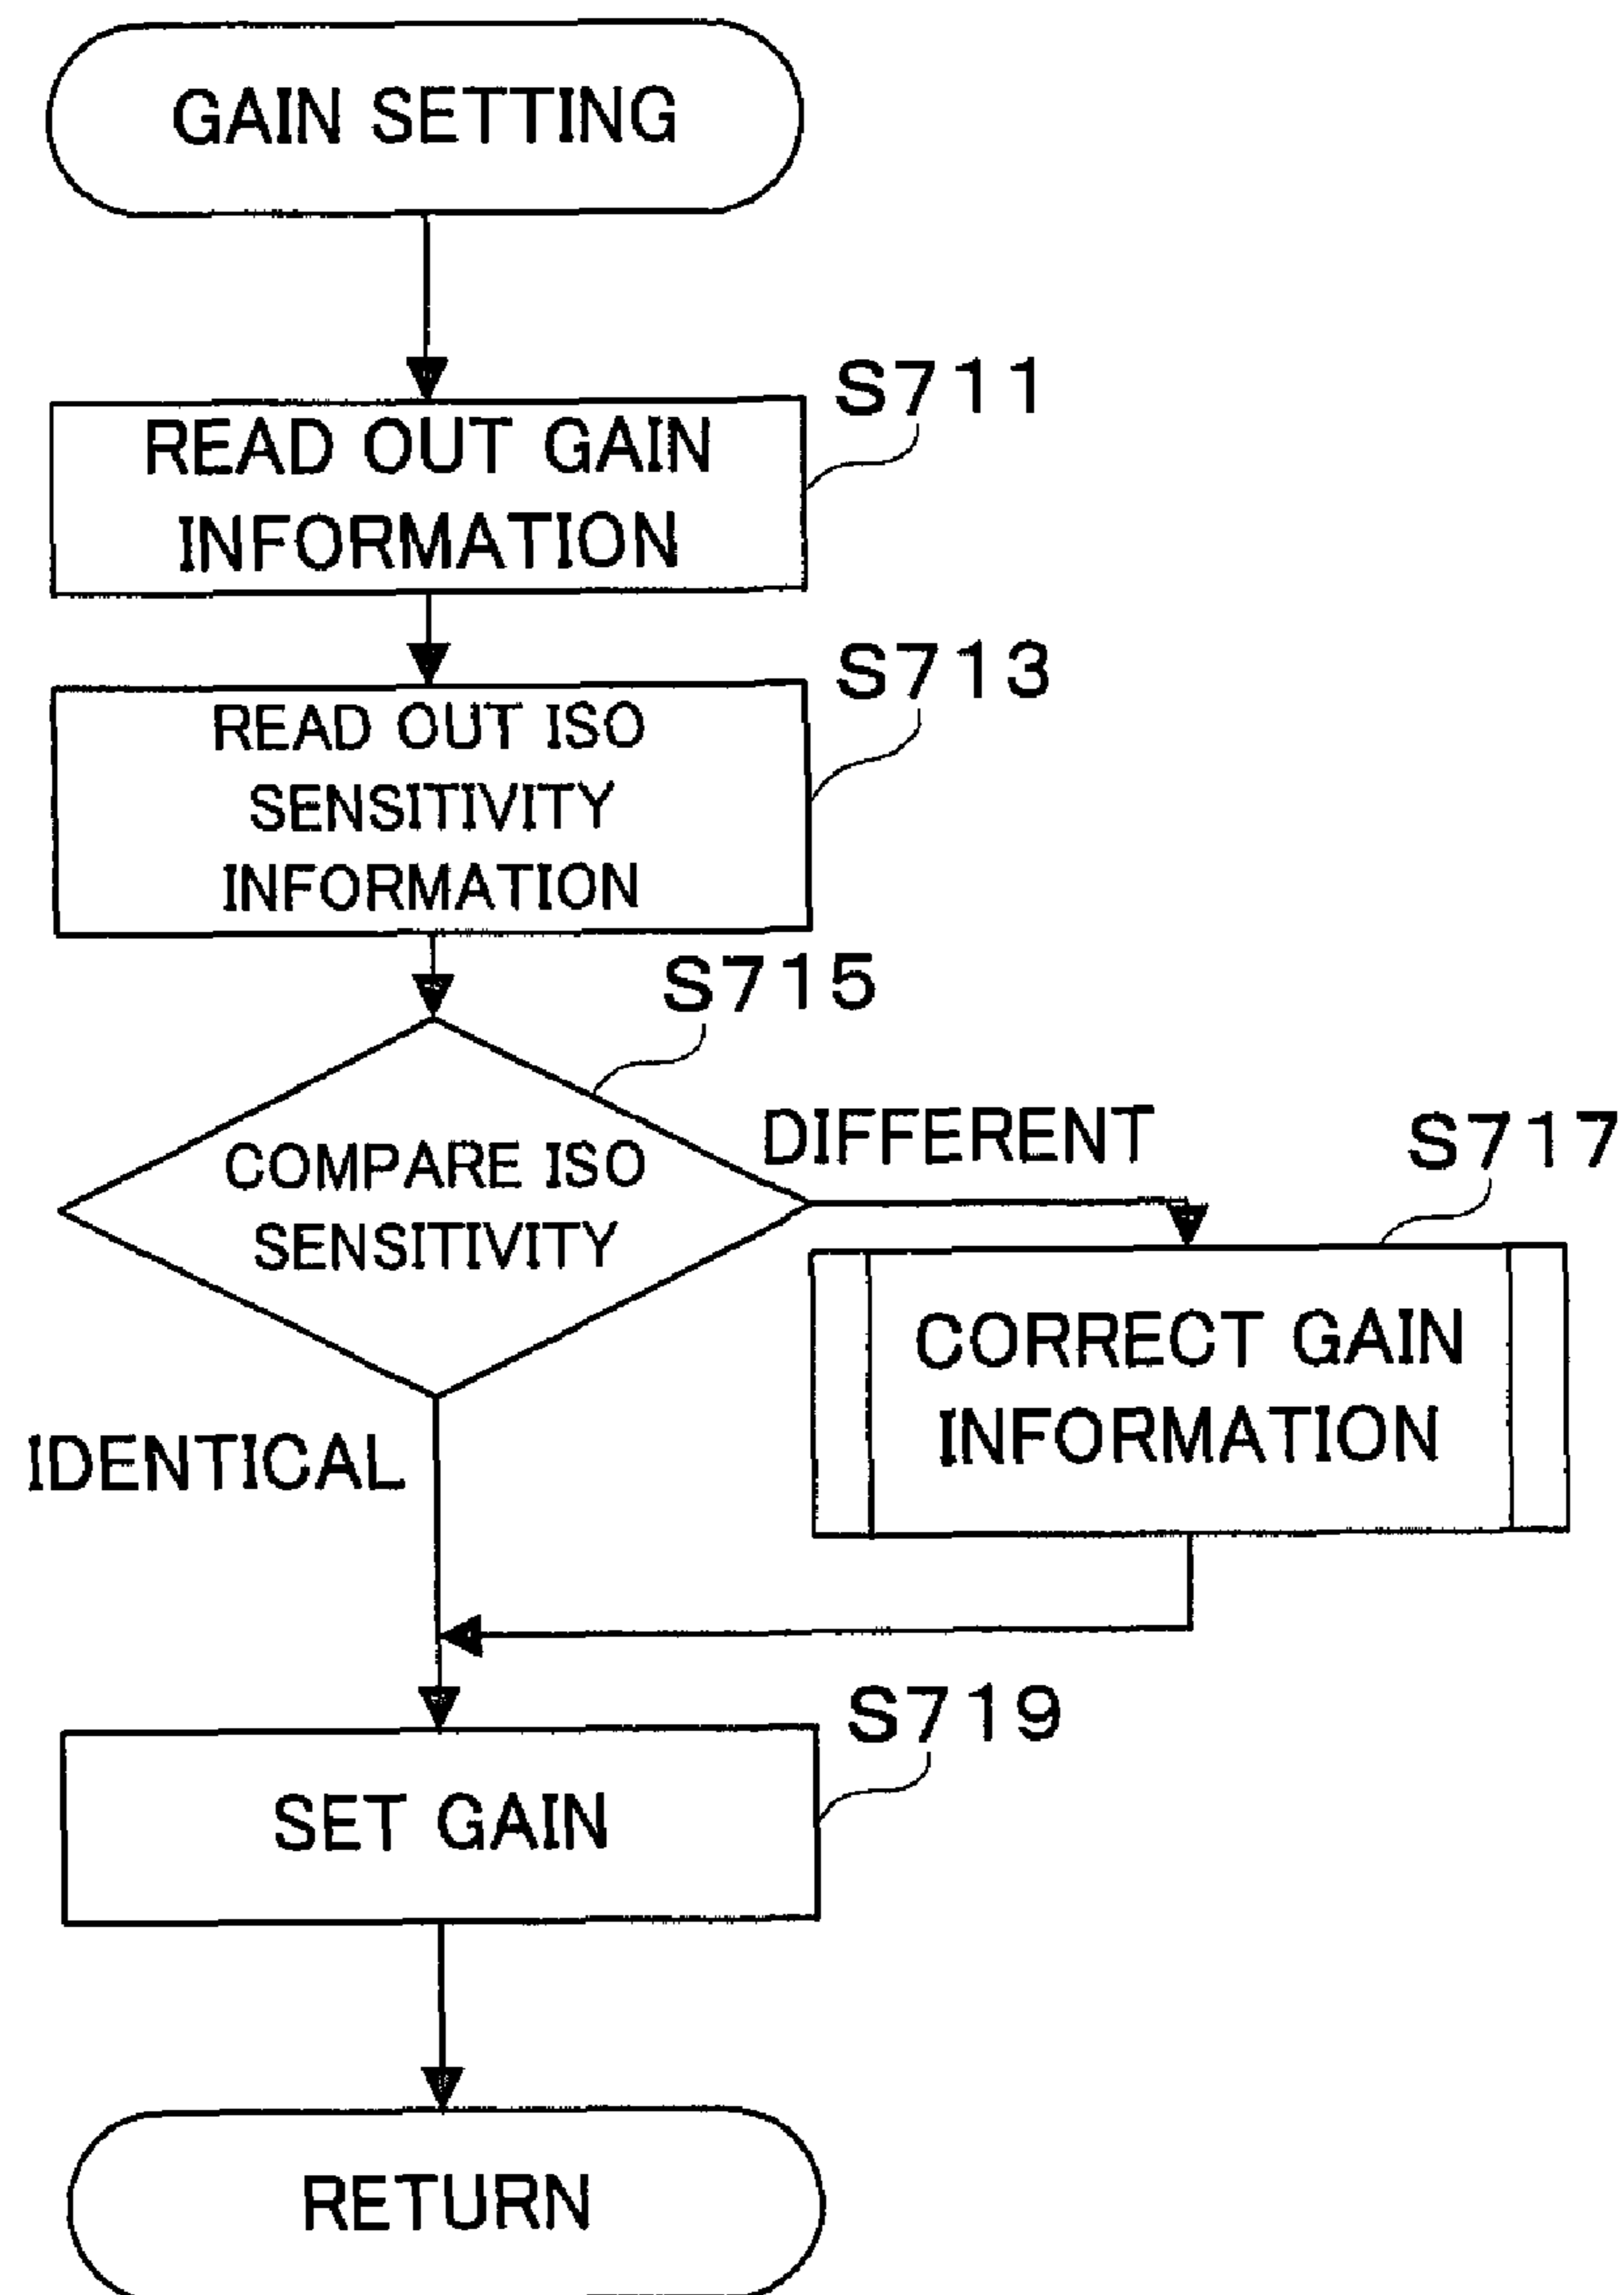 GAIN SETTING
S711
READ OUT GAIN
INFORMATION
S713
READ OUT ISO
SENSITIVITY
INFORMATION
S715
COMPARE ISO
SENSITIVITY
DIFFERENT
S717
CORRECT GAIN
INFORMATION
IDENTICAL
S719
SET GAIN
RETURN